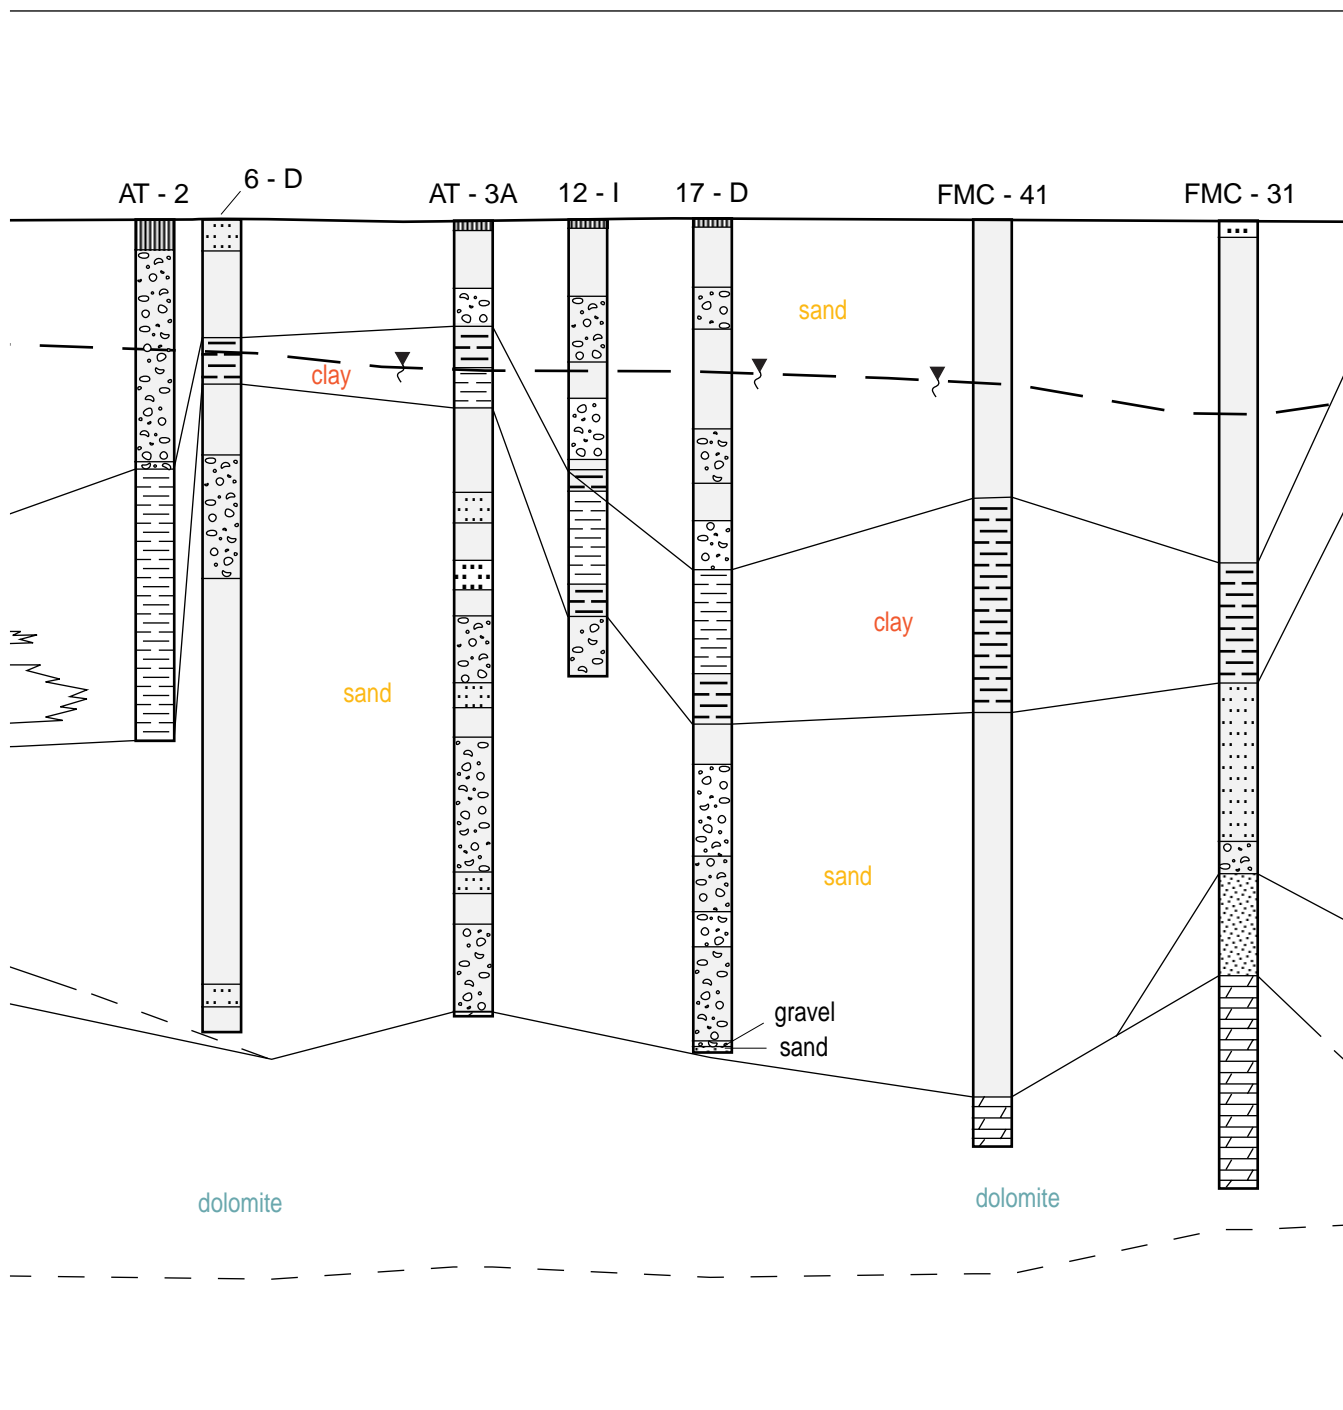 6 - D
AT - 2
AT - 3A
12 - I
17 - D
FMC - 41
FMC - 31
sand
clay
clay
sand
sand
gravel
sand
dolomite
dolomite